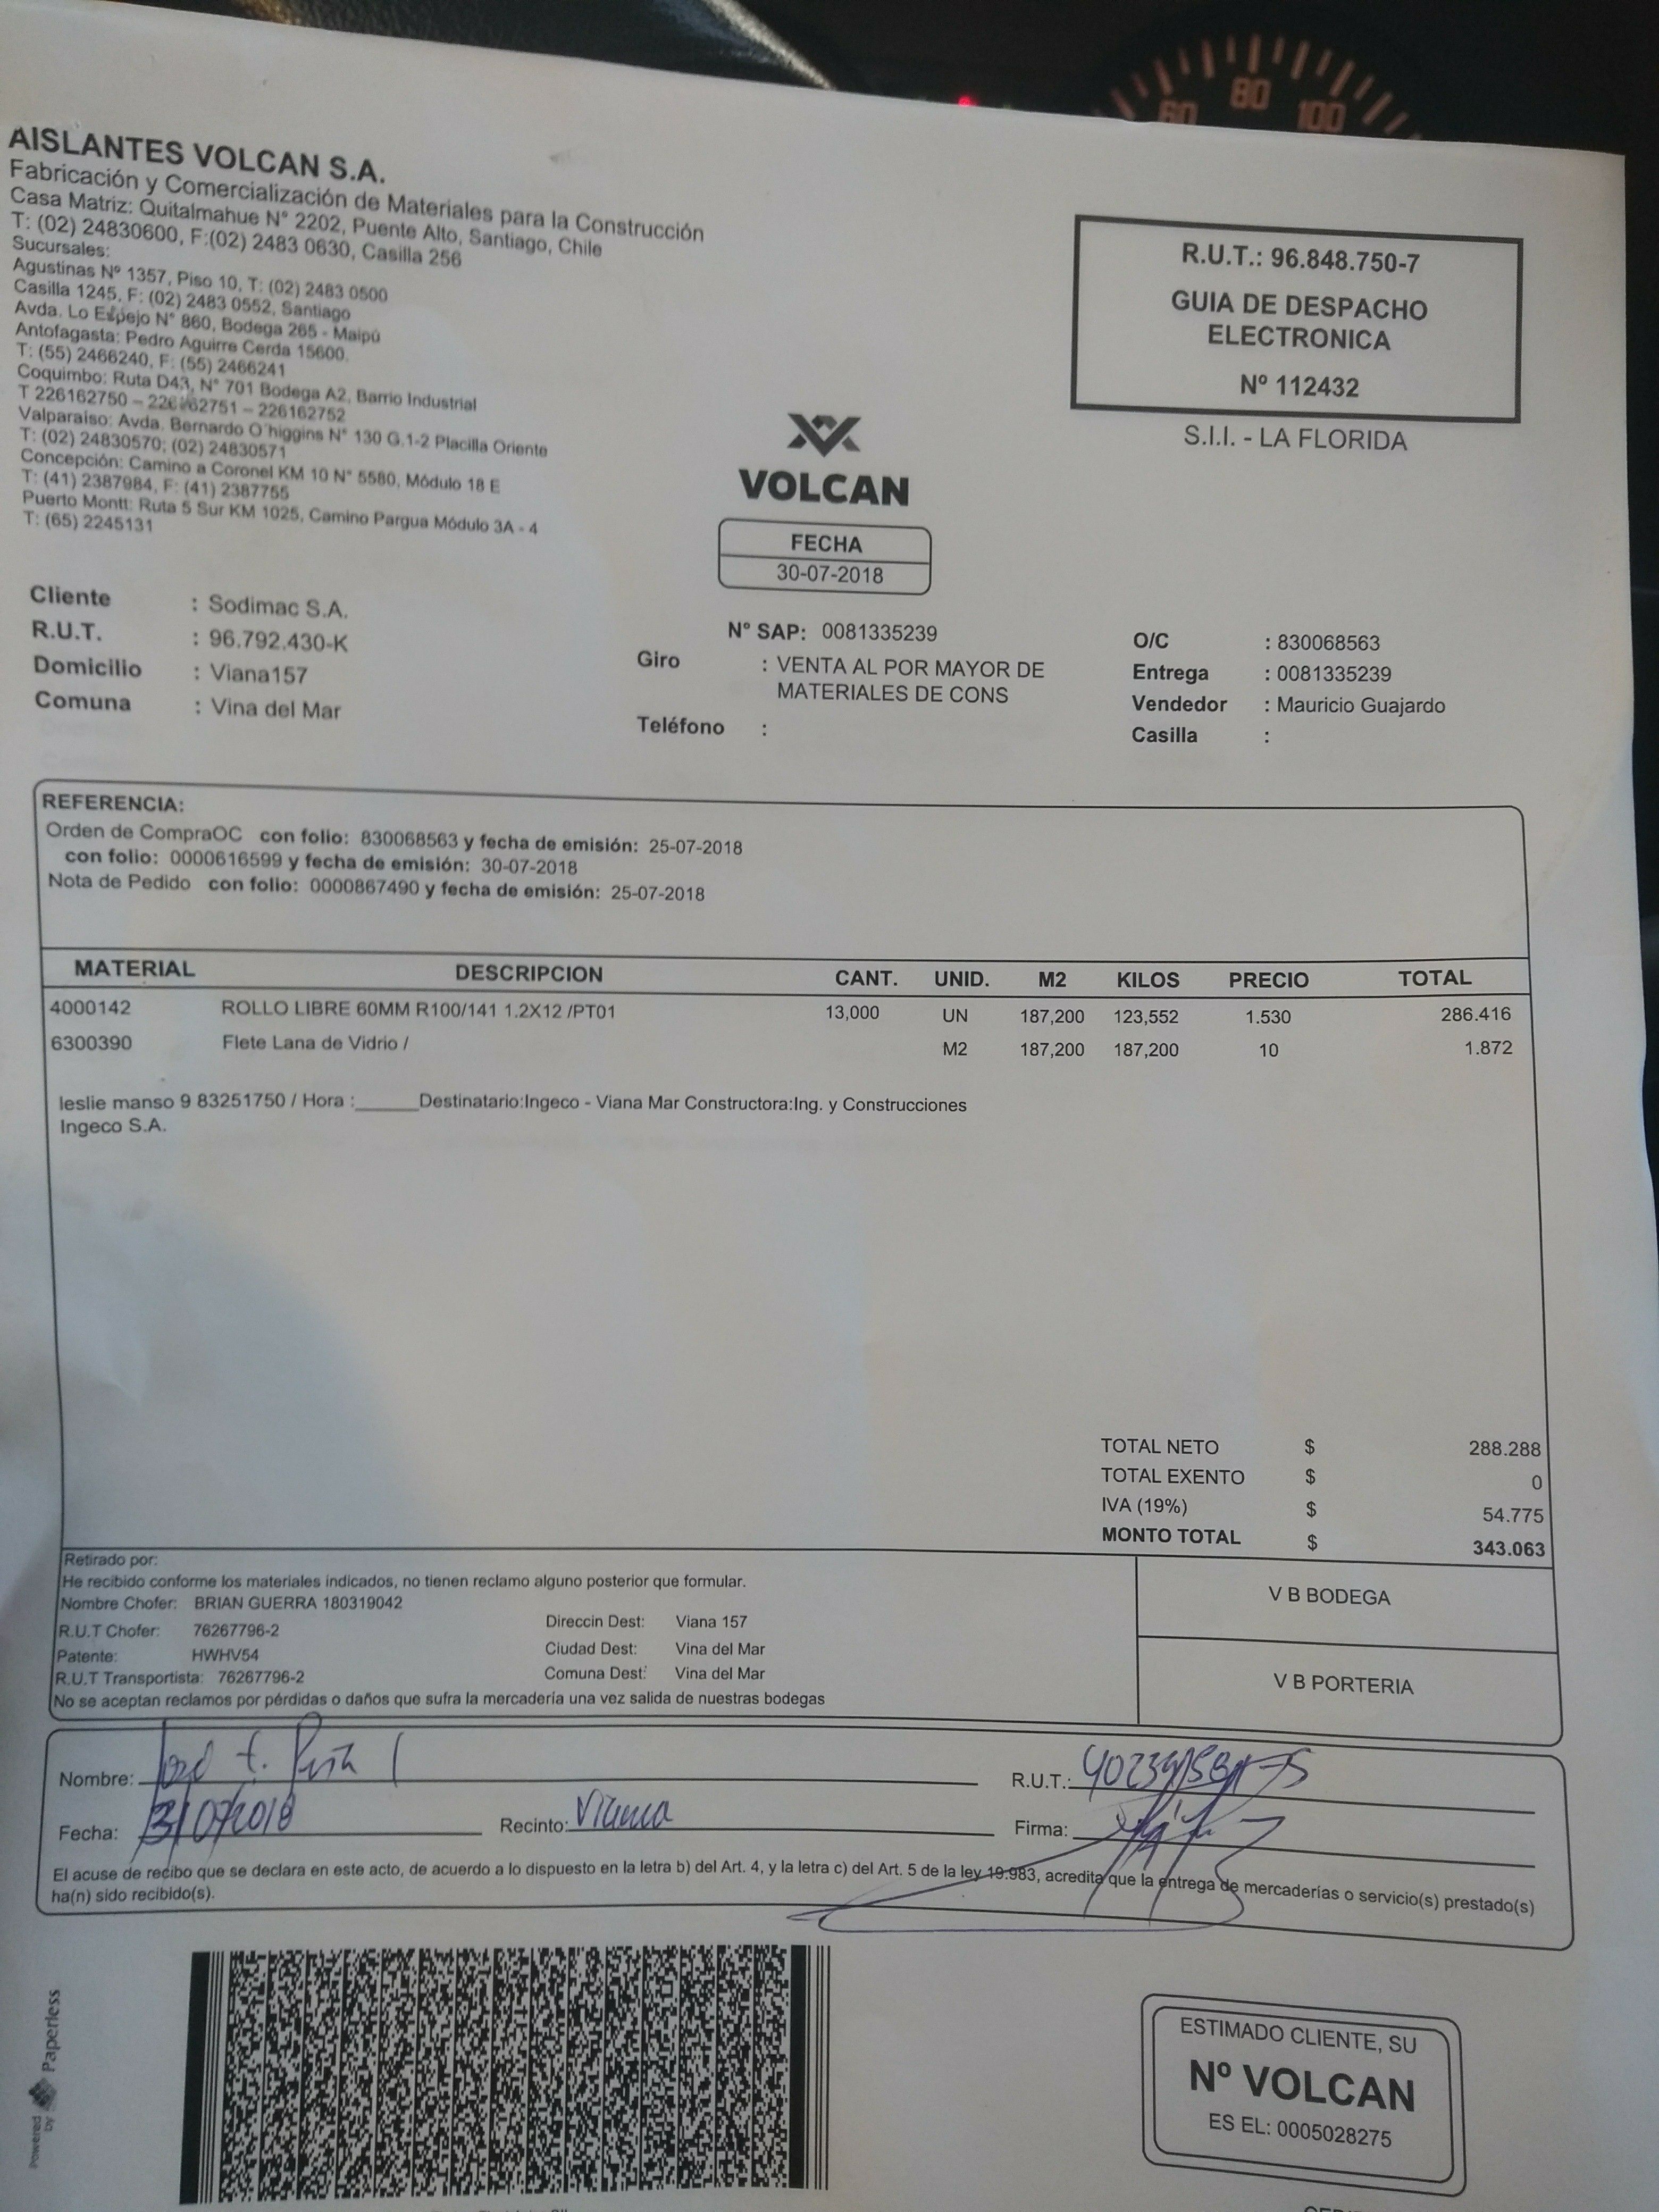 60 80 100
AISLANTES VOLCAN S.A.
Fabricación y Comercialización de Materiales para la Construcción
Casa Matriz: Quitalmahue N° 2202, Puente Alto, Santiago, Chile
T: (02) 24830600, F:(02) 2483 0630, Casilla 256
Sucursales:
Agustinas Nº 1357, Piso 10, T: (02) 2483 0500
Casilla 1245, F: (02) 2483 0552, Santiago
Avda. Lo Espejo N° 860, Bodega 265 - Maipú
Antofagasta: Pedro Aguirre Cerda 15600.
T: (55) 2466240, F: (55) 2466241
Coquimbo: Ruta D43, N° 701 Bodega A2, Barrio Industrial
T 226162750 – 226162751 – 226162752
Valparaiso: Avda. Bernardo O´higgins N° 130 G.1-2 Placilla Oriente
T: (02) 24830570; (02) 24830571
Concepción: Camino a Coronel KM 10 N° 5580, Módulo 18 E
T: (41) 2387984, F: (41) 2387755
Puerto Montt: Ruta 5 Sur KM 1025, Camino Pargua Módulo 3A - 4
T: (65) 2245131
R.U.T.: 96.848.750-7
GUIA DE DESPACHO
ELECTRONICA
Nº 112432
S.I.I. - LA FLORIDA
VOLCAN
FECHA
30-07-2018
Cliente : Sodimac S.A.
R.U.T. : 96.792.430-K
Domicilio : Viana157
Comuna : Vina del Mar
N° SAP: 0081335239
Giro : VENTA AL POR MAYOR DE
MATERIALES DE CONS
Teléfono :
O/C : 830068563
Entrega : 0081335239
Vendedor : Mauricio Guajardo
Casilla :
REFERENCIA:
Orden de CompraOC con folio: 830068563 y fecha de emisión: 25-07-2018
con folio: 0000616599 y fecha de emisión: 30-07-2018
Nota de Pedido con folio: 0000867490 y fecha de emisión: 25-07-2018
MATERIAL DESCRIPCION CANT. UNID. M2 KILOS PRECIO TOTAL
4000142 ROLLO LIBRE 60MM R100/141 1.2X12 /PT01 13,000 UN 187,200 123,552 1.530 286.416
6300390 Flete Lana de Vidrio / M2 187,200 187,200 10 1.872
leslie manso 9 83251750 / Hora :______Destinatario:Ingeco - Viana Mar Constructora:Ing. y Construcciones
Ingeco S.A.
TOTAL NETO $ 288.288
TOTAL EXENTO $ 0
IVA (19%) $ 54.775
MONTO TOTAL $ 343.063
Retirado por:
He recibido conforme los materiales indicados, no tienen reclamo alguno posterior que formular.
Nombre Chofer: BRIAN GUERRA 180319042
R.U.T Chofer: 76267796-2
Patente: HWHV54
R.U.T Transportista: 76267796-2
Direccin Dest: Viana 157
Ciudad Dest: Vina del Mar
Comuna Dest: Vina del Mar
No se aceptan reclamos por pérdidas o daños que sufra la mercadería una vez salida de nuestras bodegas
V B BODEGA
V B PORTERIA
Nombre:
R.U.T.:
Fecha: 31/07/2018 Recinto: Viana
Firma:
El acuse de recibo que se declara en este acto, de acuerdo a lo dispuesto en la letra b) del Art. 4, y la letra c) del Art. 5 de la ley 19.983, acredita que la entrega de mercaderías o servicio(s) prestado(s)
ha(n) sido recibido(s).
Powered by Paperless
ESTIMADO CLIENTE, SU
Nº VOLCAN
ES EL: 0005028275